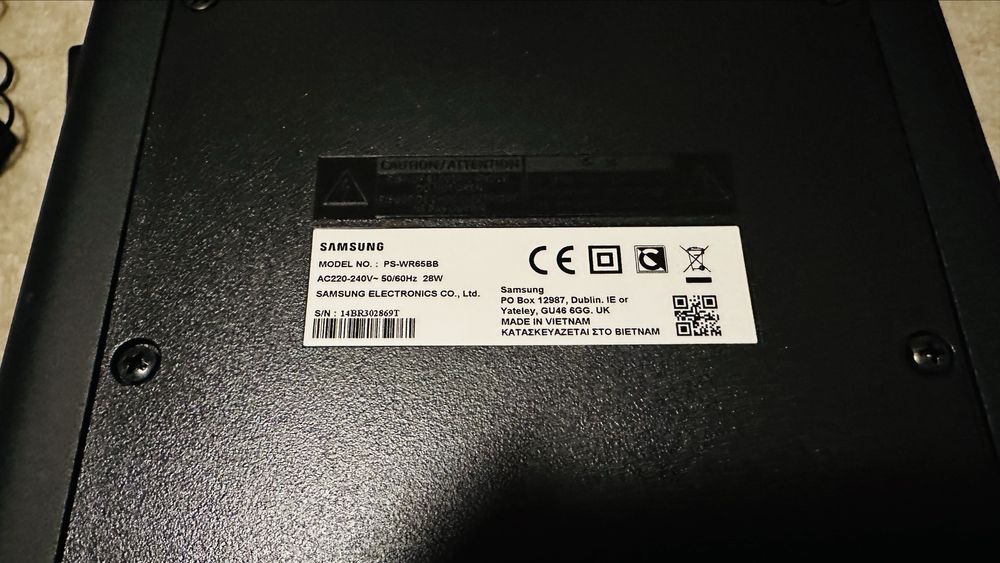 CAUTION/ATTENTION
SAMSUNG
MODEL NO. : PS-WR65BB
AC220-240V~ 50/60Hz 28W
SAMSUNG ELECTRONICS CO., Ltd.
S/N : 14BR302869T
Samsung
PO Box 12987, Dublin. IE or
Yateley, GU46 6GG. UK
MADE IN VIETNAM
ΚΑΤΑΣΚΕΥΑΖΕΤΑΙ ΣΤΟ ΒΙΕΤΝΑΜ